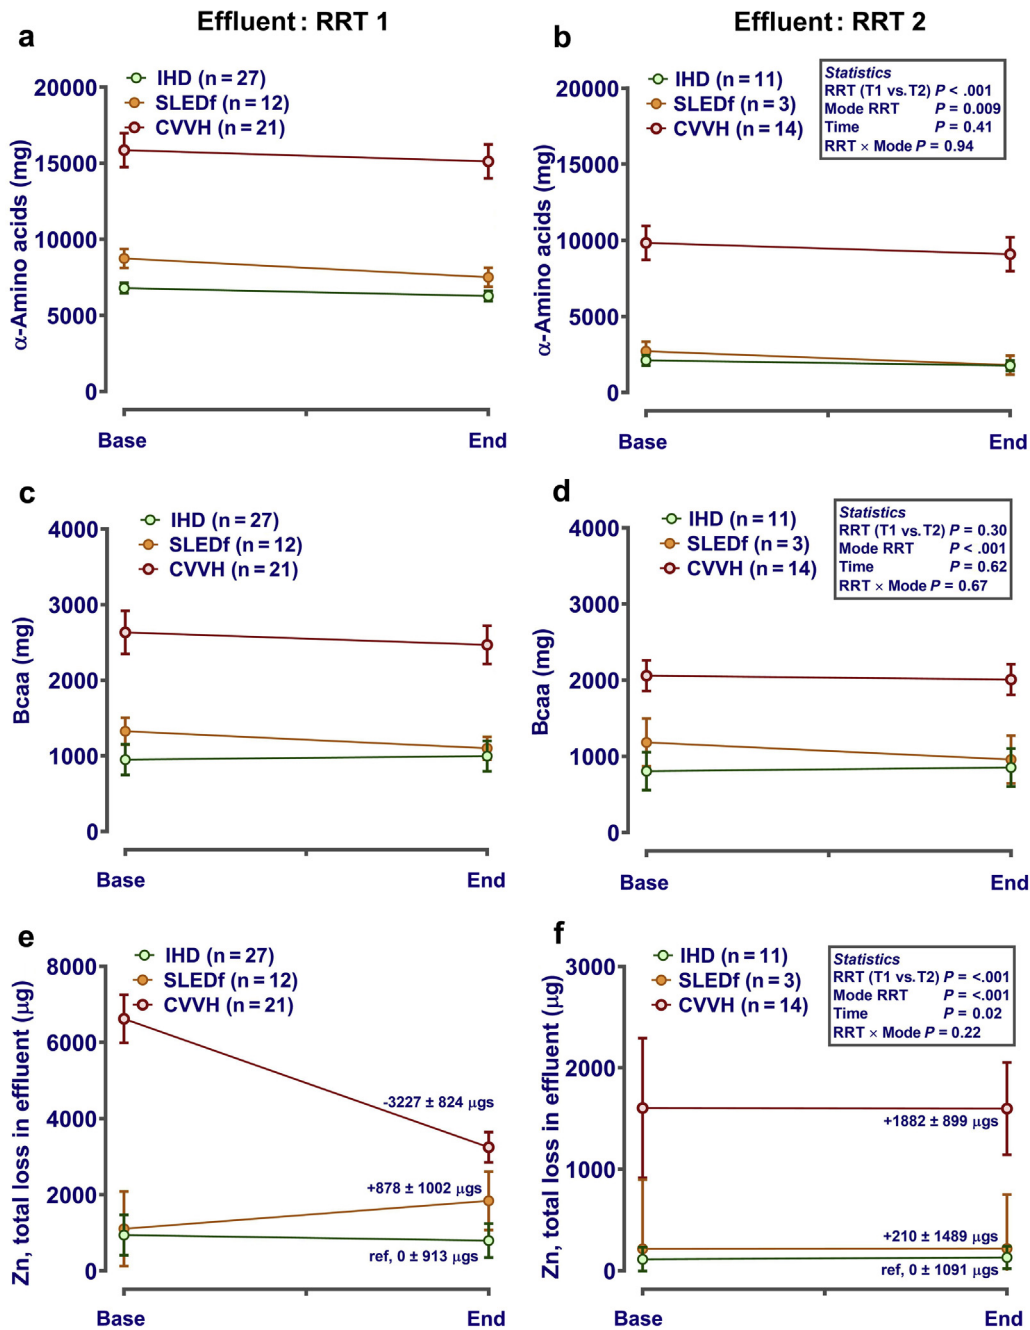 Effluent: RRT 1
Effluent: RRT 2
a
IHD (n = 27)
SLEDf (n = 12)
CVVH (n = 21)
α-Amino acids (mg)
20000
15000
10000
5000
0
Base
End
b
IHD (n = 11)
SLEDf (n = 3)
CVVH (n = 14)
Statistics
RRT (T1 vs. T2) P < .001
Mode RRT P = 0.009
Time P = 0.41
RRT × Mode P = 0.94
α-Amino acids (mg)
20000
15000
10000
5000
0
Base
End
c
IHD (n = 27)
SLEDf (n = 12)
CVVH (n = 21)
Bcaa (mg)
4000
3000
2000
1000
0
Base
End
d
IHD (n = 11)
SLEDf (n = 3)
CVVH (n = 14)
Statistics
RRT (T1 vs. T2) P = 0.30
Mode RRT P < .001
Time P = 0.62
RRT × Mode P = 0.67
Bcaa (mg)
4000
3000
2000
1000
0
Base
End
e
IHD (n = 27)
SLEDf (n = 12)
CVVH (n = 21)
Zn, total loss in effluent (μg)
8000
6000
4000
2000
0
-3227 ± 824 μgs
+878 ± 1002 μgs
ref, 0 ± 913 μgs
Base
End
f
IHD (n = 11)
SLEDf (n = 3)
CVVH (n = 14)
Statistics
RRT (T1 vs. T2) P = <.001
Mode RRT P = <.001
Time P = 0.02
RRT × Mode P = 0.22
Zn, total loss in effluent (μg)
3000
2000
1000
0
+1882 ± 899 μgs
+210 ± 1489 μgs
ref, 0 ± 1091 μgs
Base
End